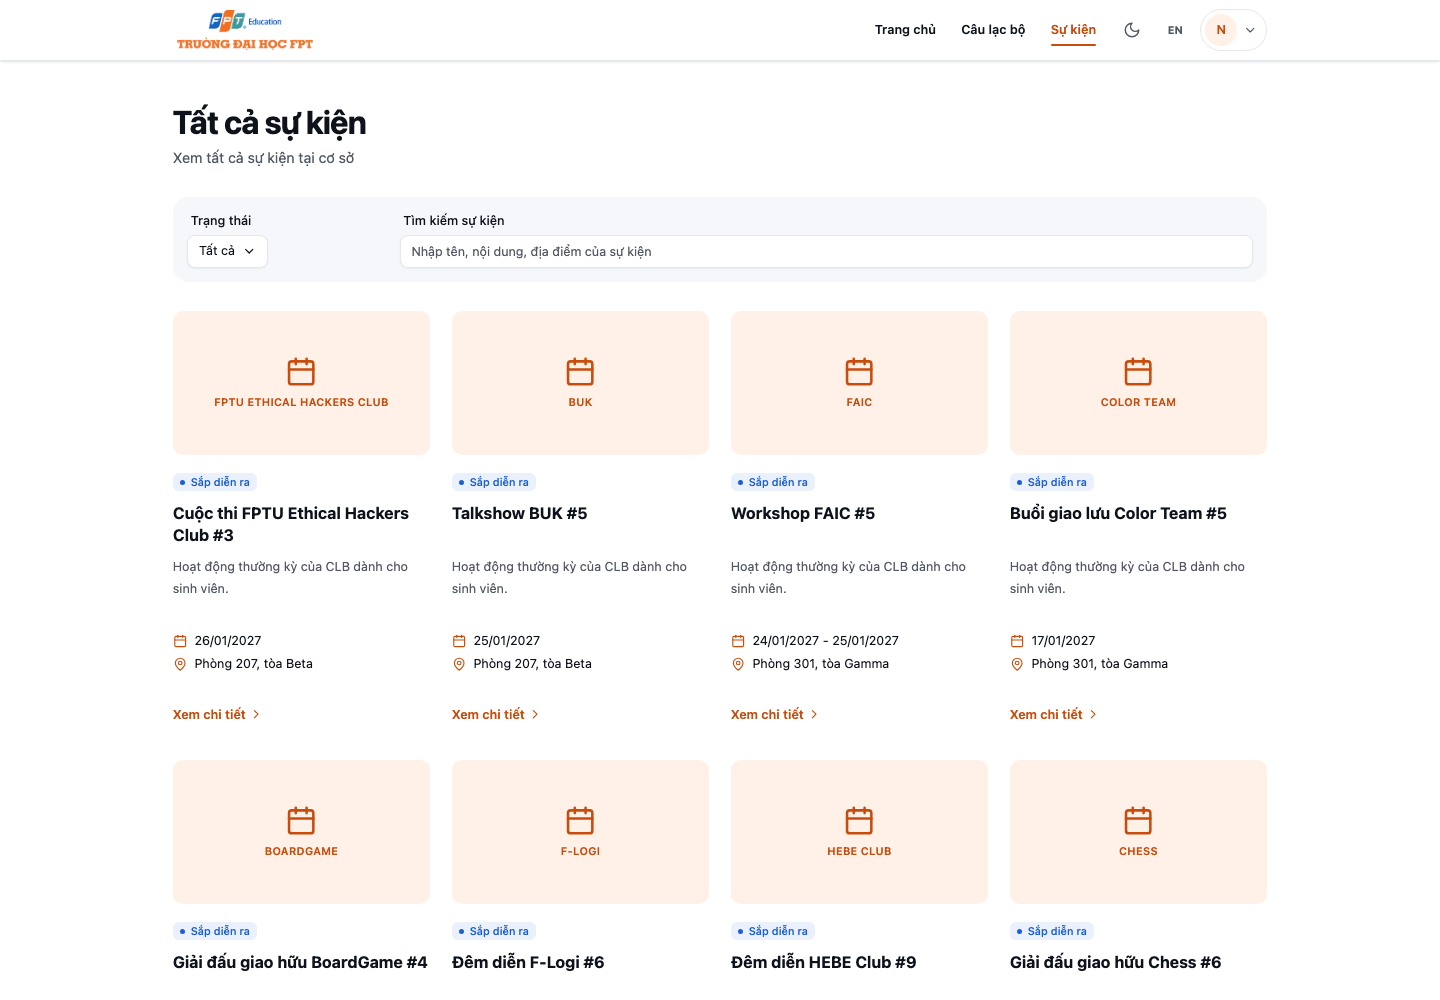 FPT Education
TRƯỜNG ĐẠI HỌC FPT
Trang chủ
Câu lạc bộ
Sự kiện
EN
N
Tất cả sự kiện
Xem tất cả sự kiện tại cơ sở
Trạng thái
Tìm kiếm sự kiện
Tất cả
Nhập tên, nội dung, địa điểm của sự kiện
FPTU ETHICAL HACKERS CLUB
Sắp diễn ra
Cuộc thi FPTU Ethical Hackers
Club #3
Hoạt động thường kỳ của CLB dành cho
sinh viên.
26/01/2027
Phòng 207, tòa Beta
Xem chi tiết
BUK
Sắp diễn ra
Talkshow BUK #5
Hoạt động thường kỳ của CLB dành cho
sinh viên.
25/01/2027
Phòng 207, tòa Beta
Xem chi tiết
FAIC
Sắp diễn ra
Workshop FAIC #5
Hoạt động thường kỳ của CLB dành cho
sinh viên.
24/01/2027 - 25/01/2027
Phòng 301, tòa Gamma
Xem chi tiết
COLOR TEAM
Sắp diễn ra
Buổi giao lưu Color Team #5
Hoạt động thường kỳ của CLB dành cho
sinh viên.
17/01/2027
Phòng 301, tòa Gamma
Xem chi tiết
BOARDGAME
Sắp diễn ra
Giải đấu giao hữu BoardGame #4
F-LOGI
Sắp diễn ra
Đêm diễn F-Logi #6
HEBE CLUB
Sắp diễn ra
Đêm diễn HEBE Club #9
CHESS
Sắp diễn ra
Giải đấu giao hữu Chess #6